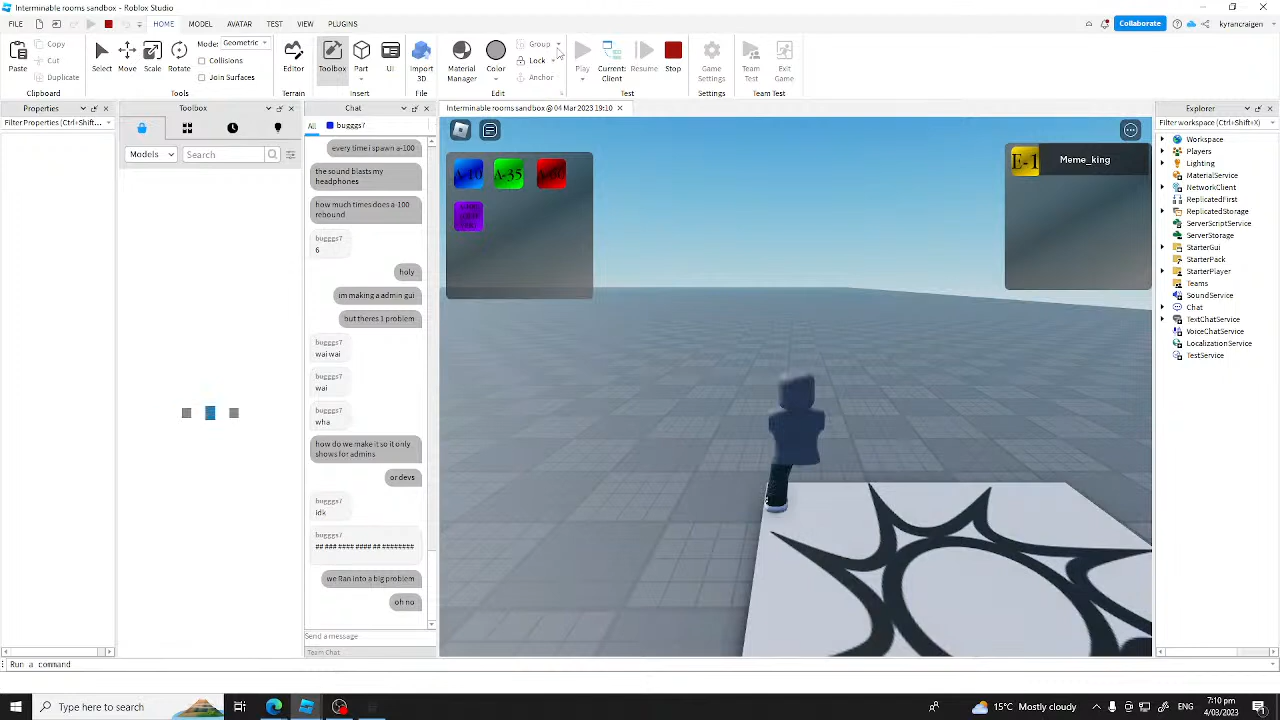 Interminable rooms sandbox - Roblox Studio
FILE
HOME
MODEL
AVATAR
TEST
VIEW
PLUGINS
Collaborate
kyrancraigen
Paste
Copy
Cut
Duplicate
Clipboard
Select
Move
Scale
Rotate
Mode: Geometric
Collisions
Join Surfaces
Tools
Editor
Terrain
Toolbox
Part
UI
Insert
Import
3D
File
Material
Manager
Color
Group
Lock
Anchor
Edit
Play
Current:
Client
Resume
Stop
Test
Game
Settings
Team
Test
Exit
Game
Team Test
Properties
Filter Properties (Ctrl+Shift+...
Toolbox
Models
Search
Chat
All
bugggs7
every time i spawn a-100
the sound blasts my
headphones
how much times does a-100
rebound
bugggs7
6
holy
im making a admin gui
but theres 1 problem
bugggs7
wai wai
bugggs7
wai
bugggs7
wha
how do we make it so it only
shows for admins
or devs
bugggs7
idk
bugggs7
## ### #### #### ## ########
we Ran into a big problem
oh no
Send a message
Team Chat
Interminable rooms sandbox @ 04 Mar 2023 19:10
A-10
A-35
E-1
Meme_king
Explorer
Filter workspace (Ctrl+Shift+X)
Workspace
Players
Lighting
MaterialService
NetworkClient
ReplicatedFirst
ReplicatedStorage
ServerScriptService
ServerStorage
StarterGui
StarterPack
StarterPlayer
Teams
SoundService
Chat
TextChatService
VoiceChatService
LocalizationService
TestService
Run a command
Type here to search
15°C Mostly cloudy
ENG
7:10 pm
4/03/2023